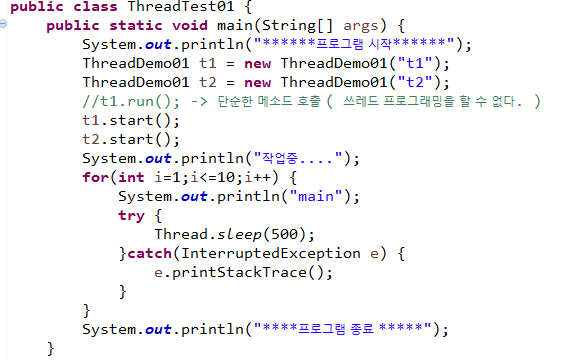 public class ThreadTest01 {
    public static void main(String[] args) {
        System.out.println("******프로그램 시작******");
        ThreadDemo01 t1 = new ThreadDemo01("t1");
        ThreadDemo01 t2 = new ThreadDemo01("t2");
        //t1.run(); -> 단순한 메소드 호출 ( 쓰레드 프로그래밍을 할 수 없다. )
        t1.start();
        t2.start();
        System.out.println("작업중....");
        for(int i=1;i<=10;i++) {
            System.out.println("main");
            try {
                Thread.sleep(500);
            }catch(InterruptedException e) {
                e.printStackTrace();
            }
        }
        System.out.println("****프로그램 종료 *****");
    }